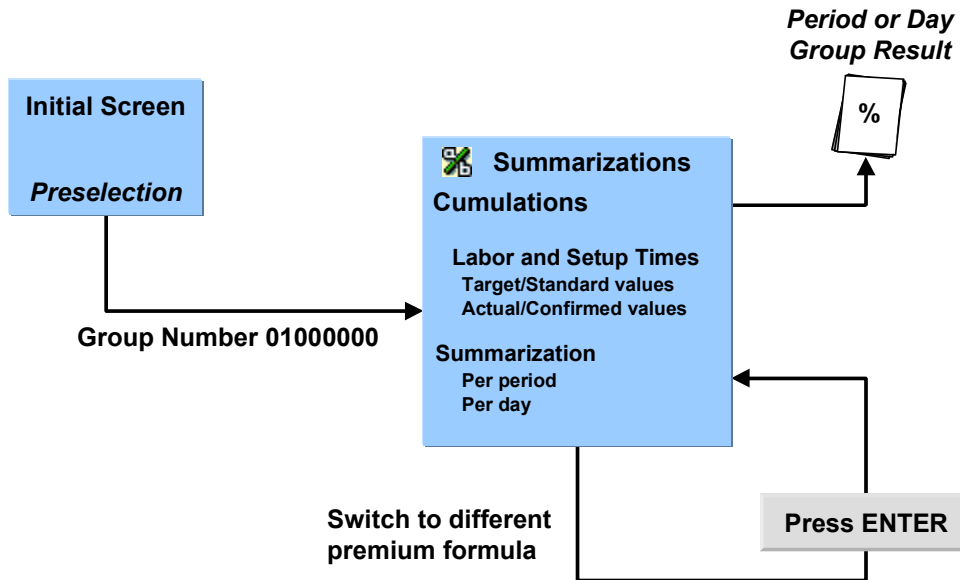 Period or Day
Group Result
%
Initial Screen
Preselection
Group Number 01000000
Summarizations
Cumulations
Labor and Setup Times
Target/Standard values
Actual/Confirmed values
Summarization
Per period
Per day
Switch to different
premium formula
Press ENTER